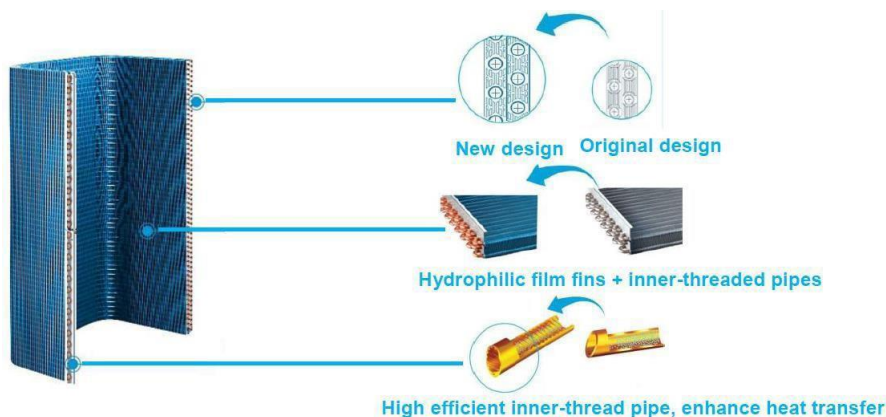 New design
Original design
Hydrophilic film fins + inner-threaded pipes
High efficient inner-thread pipe, enhance heat transfer